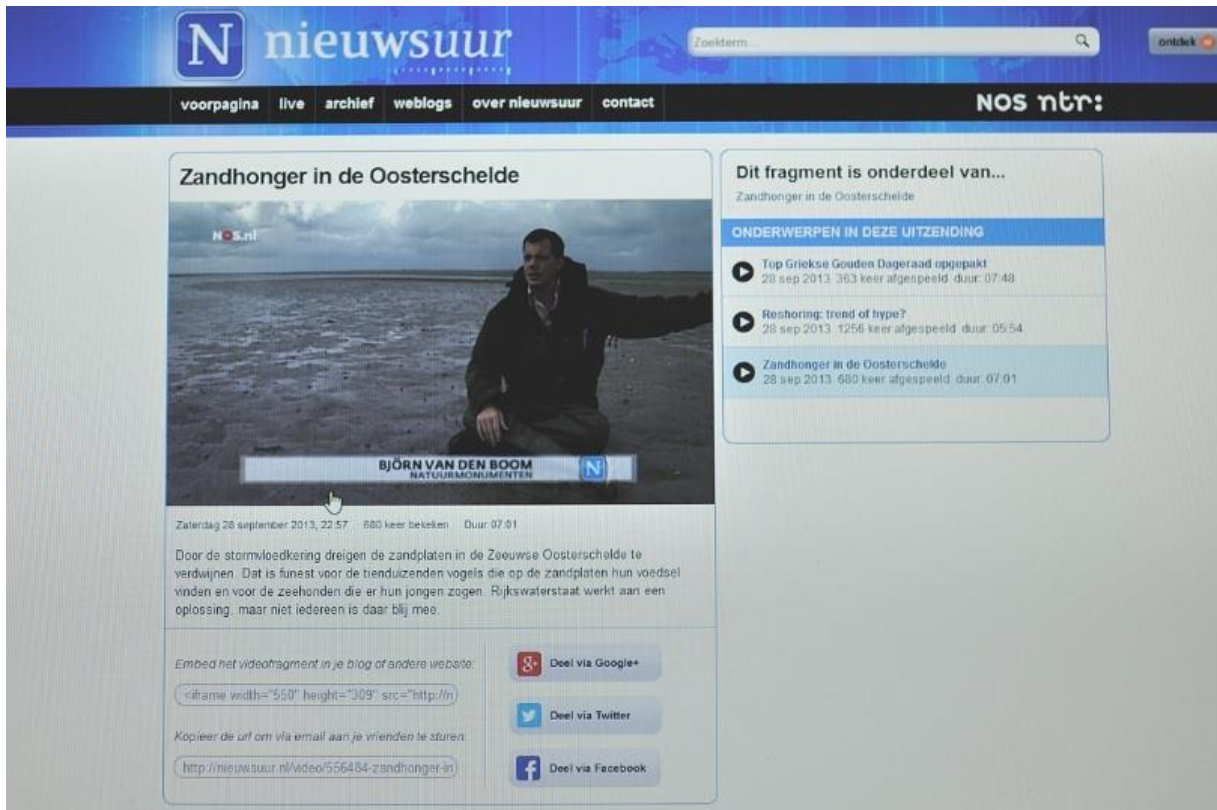 N nieuwsuur
Zoekterm...
ontdek
voorpagina live archief weblogs over nieuwsuur contact
NOS ntr:
Zandhonger in de Oosterschelde
NOS.nl
BJÖRN VAN DEN BOOM
NATUURMONUMENTEN
N
Zaterdag 28 september 2013, 22:57 680 keer bekeken Duur 07:01
Door de stormvloedkering dreigen de zandplaten in de Zeeuwse Oosterschelde te
verdwijnen. Dat is funest voor de tienduizenden vogels die op de zandplaten hun voedsel
vinden en voor de zeehonden die er hun jongen zogen. Rijkswaterstaat werkt aan een
oplossing, maar niet iedereen is daar blij mee.
Embed het videofragment in je blog of andere website:
<iframe width="550" height="309" src="http://n
Kopieer de url om via email aan je vrienden te sturen:
http://nieuwsuur.nl/video/556484-zandhonger-in
Deel via Google+
Deel via Twitter
Deel via Facebook
Dit fragment is onderdeel van...
Zandhonger in de Oosterschelde
ONDERWERPEN IN DEZE UITZENDING
Top Griekse Gouden Dageraad opgepakt
28 sep 2013 363 keer afgespeeld duur: 07:48
Reshoring: trend of hype?
28 sep 2013 1256 keer afgespeeld duur: 05:54
Zandhonger in de Oosterschelde
28 sep 2013 680 keer afgespeeld duur: 07:01